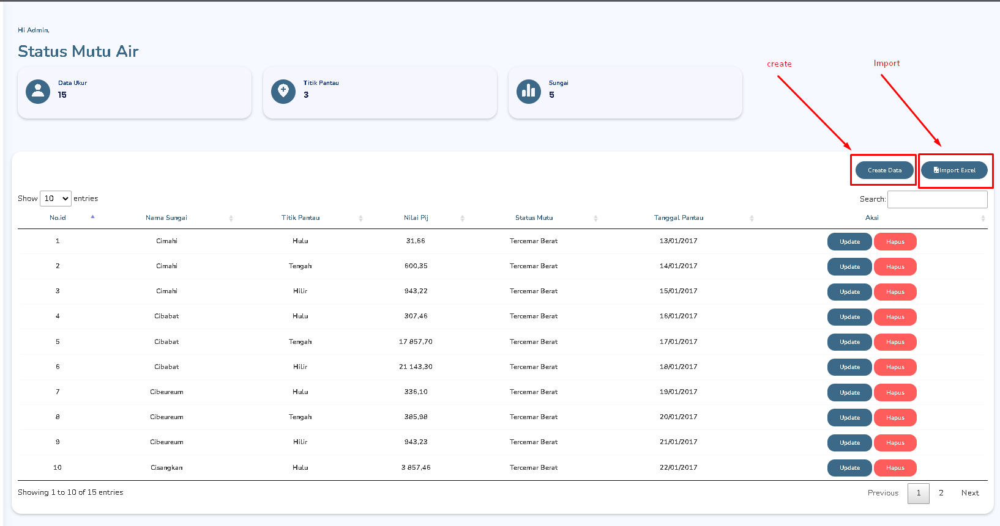 Hi Admin,
Status Mutu Air
Data Ukur
15
Titik Pantau
3
Sungai
5
create
Import
Create Data
Import Excel
Show 10 entries
Search:
No.id Nama Sungai Titik Pantau Nilai Pij Status Mutu Tanggal Pantau Aksi
1 Cimahi Hulu 31,66 Tercemar Berat 13/01/2017 Update Hapus
2 Cimahi Tengah 600,35 Tercemar Berat 14/01/2017 Update Hapus
3 Cimahi Hilir 943,22 Tercemar Berat 15/01/2017 Update Hapus
4 Cibabat Hulu 307,46 Tercemar Berat 16/01/2017 Update Hapus
5 Cibabat Tengah 17 857,70 Tercemar Berat 17/01/2017 Update Hapus
6 Cibabat Hilir 21 143,30 Tercemar Berat 18/01/2017 Update Hapus
7 Cibeureum Hulu 336,10 Tercemar Berat 19/01/2017 Update Hapus
8 Cibeureum Tengah 385,98 Tercemar Berat 20/01/2017 Update Hapus
9 Cibeureum Hilir 943,23 Tercemar Berat 21/01/2017 Update Hapus
10 Cisangkan Hulu 3 857,46 Tercemar Berat 22/01/2017 Update Hapus
Showing 1 to 10 of 15 entries
Previous 1 2 Next